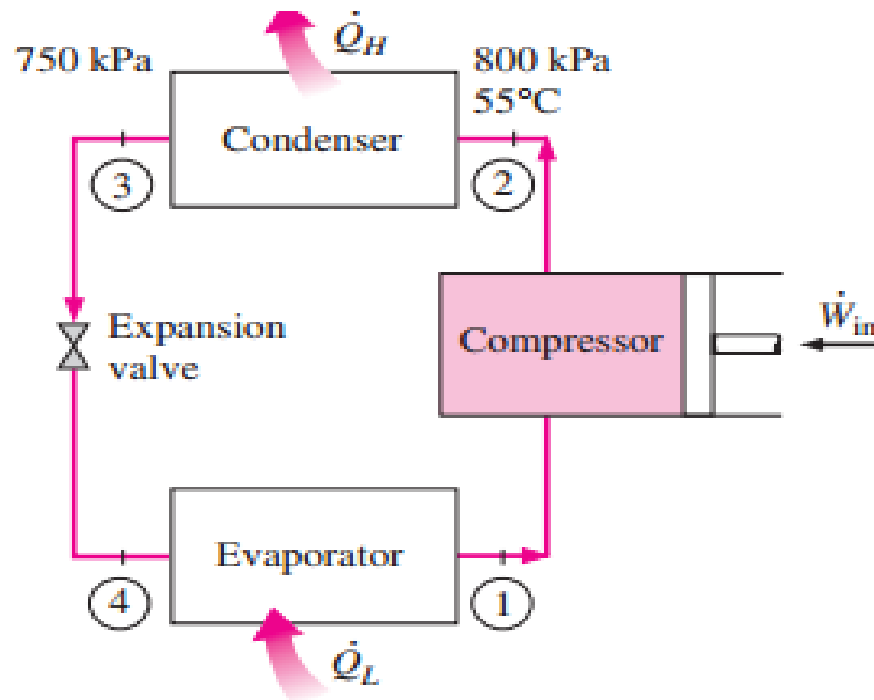 Q̇H
750 kPa
800 kPa
55°C
Condenser
3
2
Expansion
valve
Compressor
Ẇin
Evaporator
4
1
Q̇L